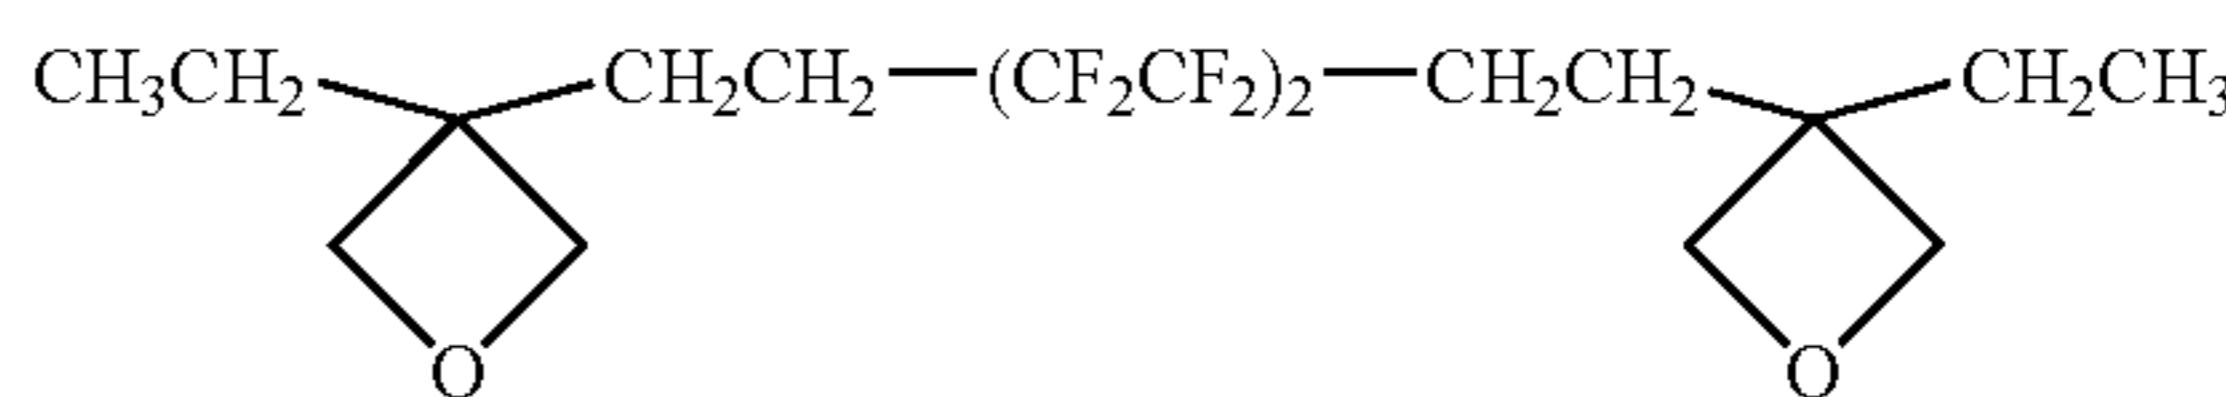 CH₃CH₂ CH₂CH₂—(CF₂CF₂)₂—CH₂CH₂ CH₂CH₃
O O